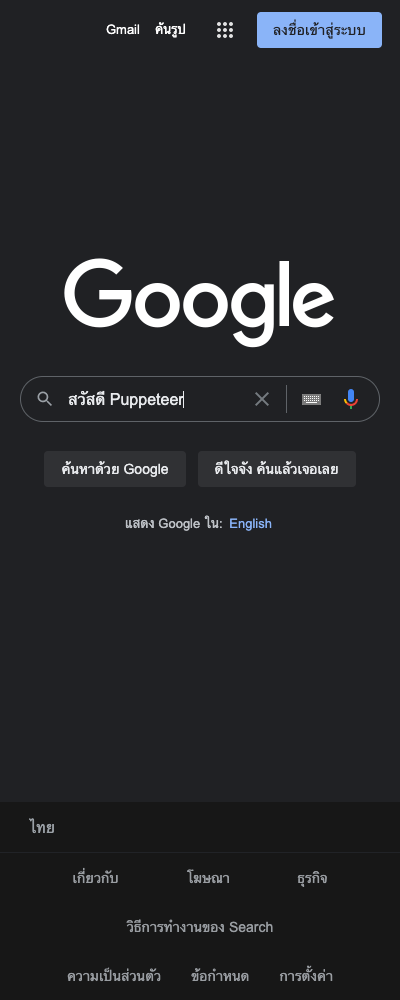 Gmail ค้นรูป ลงชื่อเข้าสู่ระบบ
Google
สวัสดี Puppeteer
ค้นหาด้วย Google ดีใจจัง ค้นแล้วเจอเลย
แสดง Google ใน: English
ไทย
เกี่ยวกับ โฆษณา ธุรกิจ
วิธีการทำงานของ Search
ความเป็นส่วนตัว ข้อกำหนด การตั้งค่า